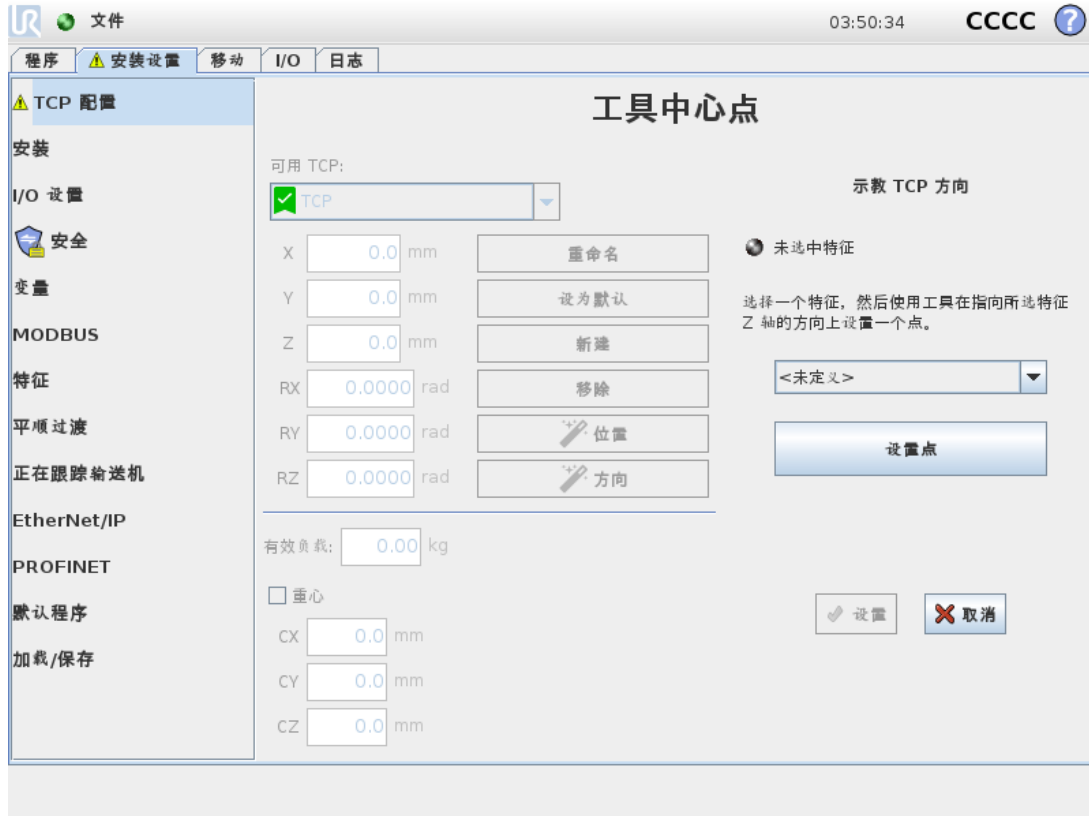 UR 文件 03:50:34 CCCC ?
程序 安装设置 移动 I/O 日志
TCP 配置
安装
I/O 设置
安全
变量
MODBUS
特征
平顺过渡
正在跟踪输送机
EtherNet/IP
PROFINET
默认程序
加载/保存
工具中心点
可用 TCP:
TCP
X 0.0 mm 重命名
Y 0.0 mm 设为默认
Z 0.0 mm 新建
RX 0.0000 rad 移除
RY 0.0000 rad 位置
RZ 0.0000 rad 方向
有效负载: 0.00 kg
重心
CX 0.0 mm
CY 0.0 mm
CZ 0.0 mm
示教 TCP 方向
未选中特征
选择一个特征，然后使用工具在指向所选特征
Z 轴的方向上设置一个点。
<未定义>
设置点
设置 取消